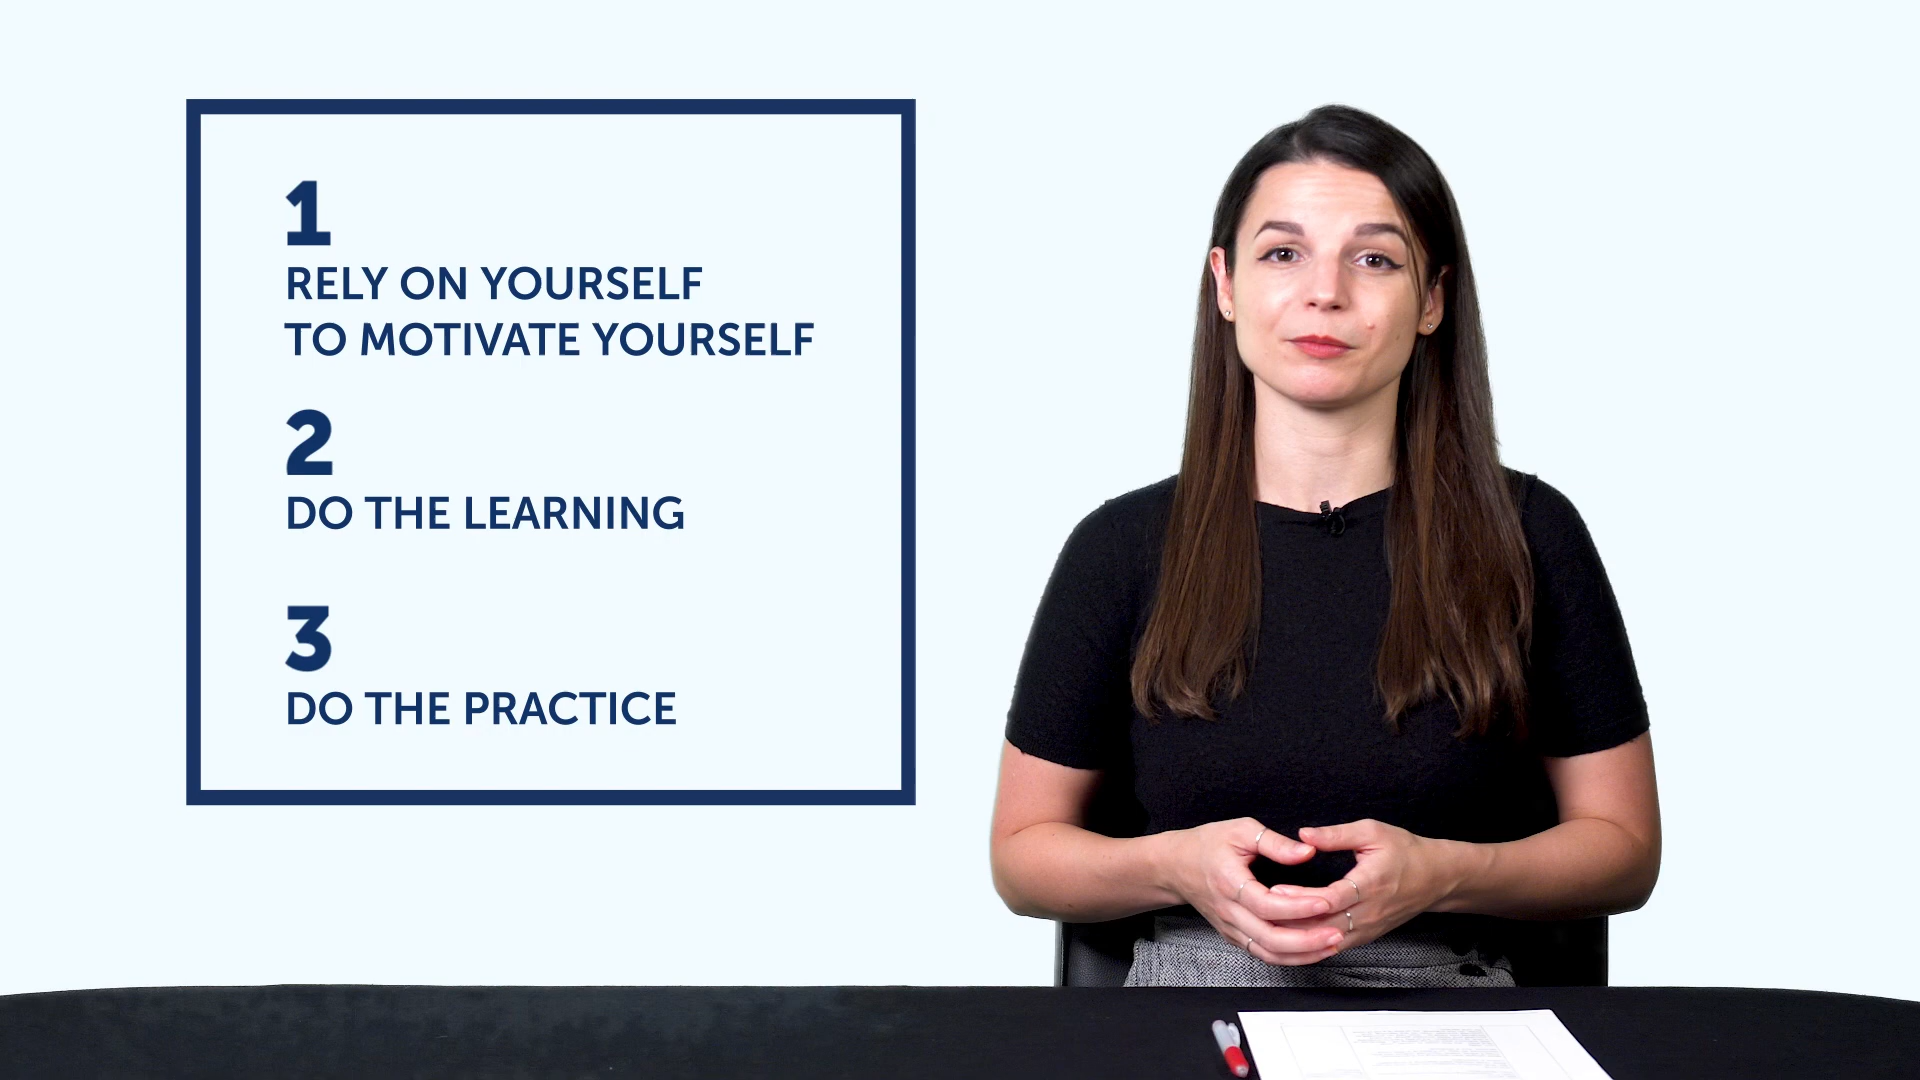 1
RELY ON YOURSELF
TO MOTIVATE YOURSELF
2
DO THE LEARNING
3
DO THE PRACTICE